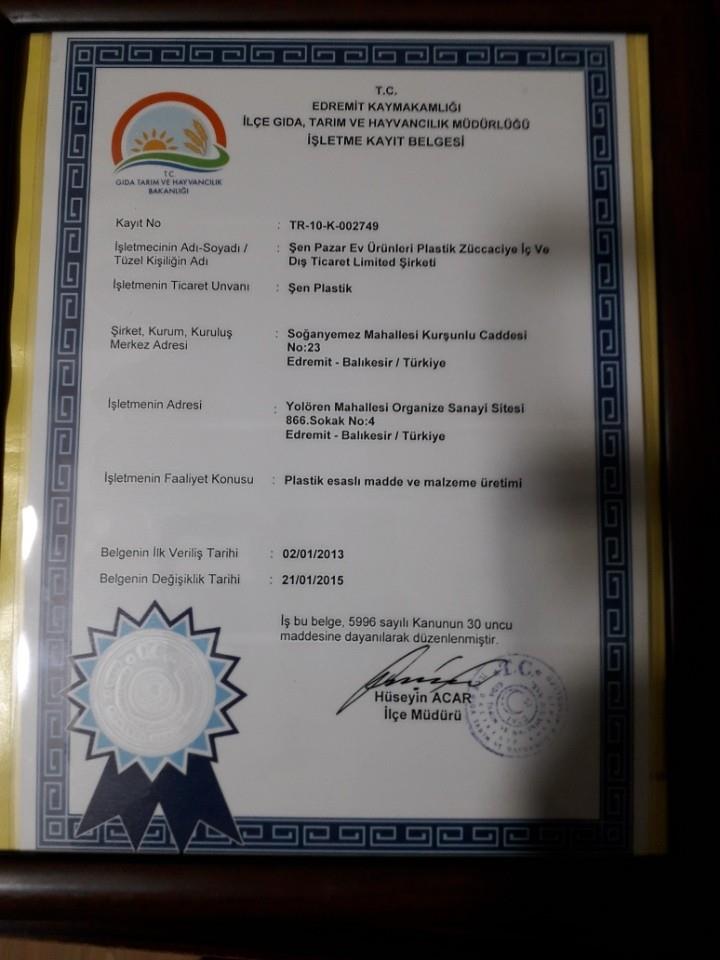 T.C.
EDREMİT KAYMAKAMLIĞI
İLÇE GIDA, TARIM VE HAYVANCILIK MÜDÜRLÜĞÜ
İŞLETME KAYIT BELGESİ
T.C.
GIDA TARIM VE HAYVANCILIK
BAKANLIĞI
Kayıt No : TR-10-K-002749
İşletmecinin Adı-Soyadı / : Şen Pazar Ev Ürünleri Plastik Züccaciye İç Ve
Tüzel Kişiliğin Adı Dış Ticaret Limited Şirketi
İşletmenin Ticaret Unvanı : Şen Plastik
Şirket, Kurum, Kuruluş : Soğanyemez Mahallesi Kurşunlu Caddesi
Merkez Adresi No:23
Edremit - Balıkesir / Türkiye
İşletmenin Adresi : Yolören Mahallesi Organize Sanayi Sitesi
866.Sokak No:4
Edremit - Balıkesir / Türkiye
İşletmenin Faaliyet Konusu : Plastik esaslı madde ve malzeme üretimi
Belgenin İlk Veriliş Tarihi : 02/01/2013
Belgenin Değişiklik Tarihi : 21/01/2015
İş bu belge, 5996 sayılı Kanunun 30 uncu
maddesine dayanılarak düzenlenmiştir.
Hüseyin ACAR
İlçe Müdürü
T.C.